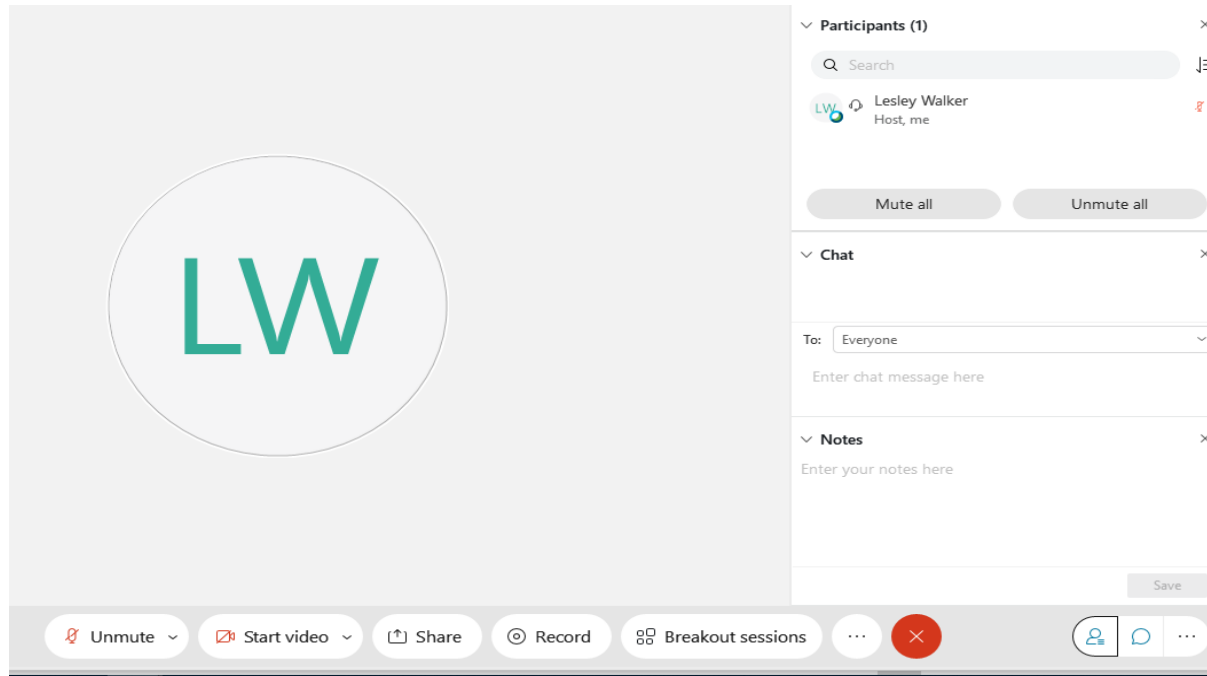 Participants (1)
Search
LW
Lesley Walker
Host, me
Mute all
Unmute all
LW
Chat
To:
Everyone
Enter chat message here
Notes
Enter your notes here
Save
Unmute
Start video
Share
Record
Breakout sessions